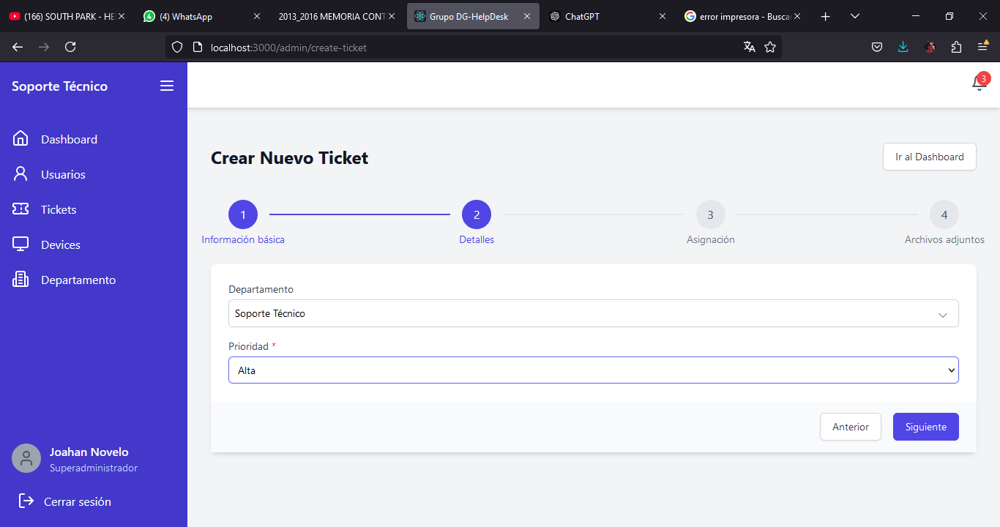 (166) SOUTH PARK - HE
(4) WhatsApp
2013_2016 MEMORIA CONT
Grupo DG-HelpDesk
ChatGPT
error impresora - Busca
localhost:3000/admin/create-ticket
Soporte Técnico
3
Dashboard
Usuarios
Tickets
Devices
Departamento
Crear Nuevo Ticket
Ir al Dashboard
1
2
3
4
Información básica
Detalles
Asignación
Archivos adjuntos
Departamento
Soporte Técnico
Prioridad *
Alta
Anterior
Siguiente
Joahan Novelo
Superadministrador
Cerrar sesión